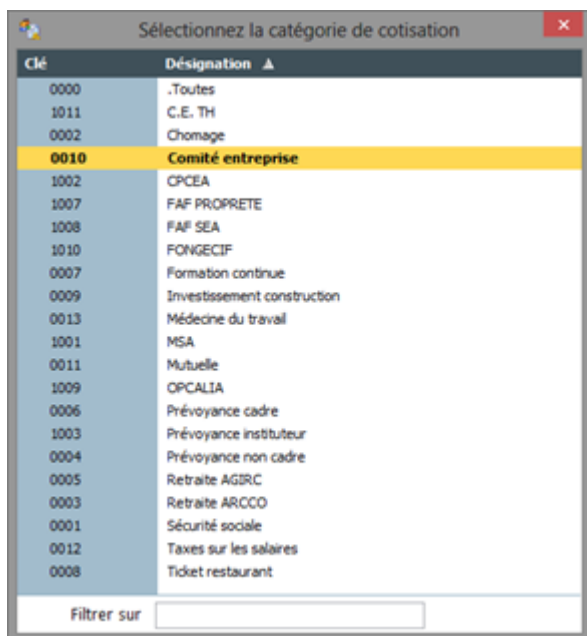 Sélectionnez la catégorie de cotisation
Clé Désignation ▲
0000 .Toutes
1011 C.E. TH
0002 Chomage
0010 Comité entreprise
1002 CPCEA
1007 FAF PROPRETE
1008 FAF SEA
1010 FONGECIF
0007 Formation continue
0009 Investissement construction
0013 Médecine du travail
1001 MSA
0011 Mutuelle
1009 OPCALIA
0006 Prévoyance cadre
1003 Prévoyance instituteur
0004 Prévoyance non cadre
0005 Retraite AGIRC
0003 Retraite ARCCO
0001 Sécurité sociale
0012 Taxes sur les salaires
0008 Ticket restaurant
Filtrer sur